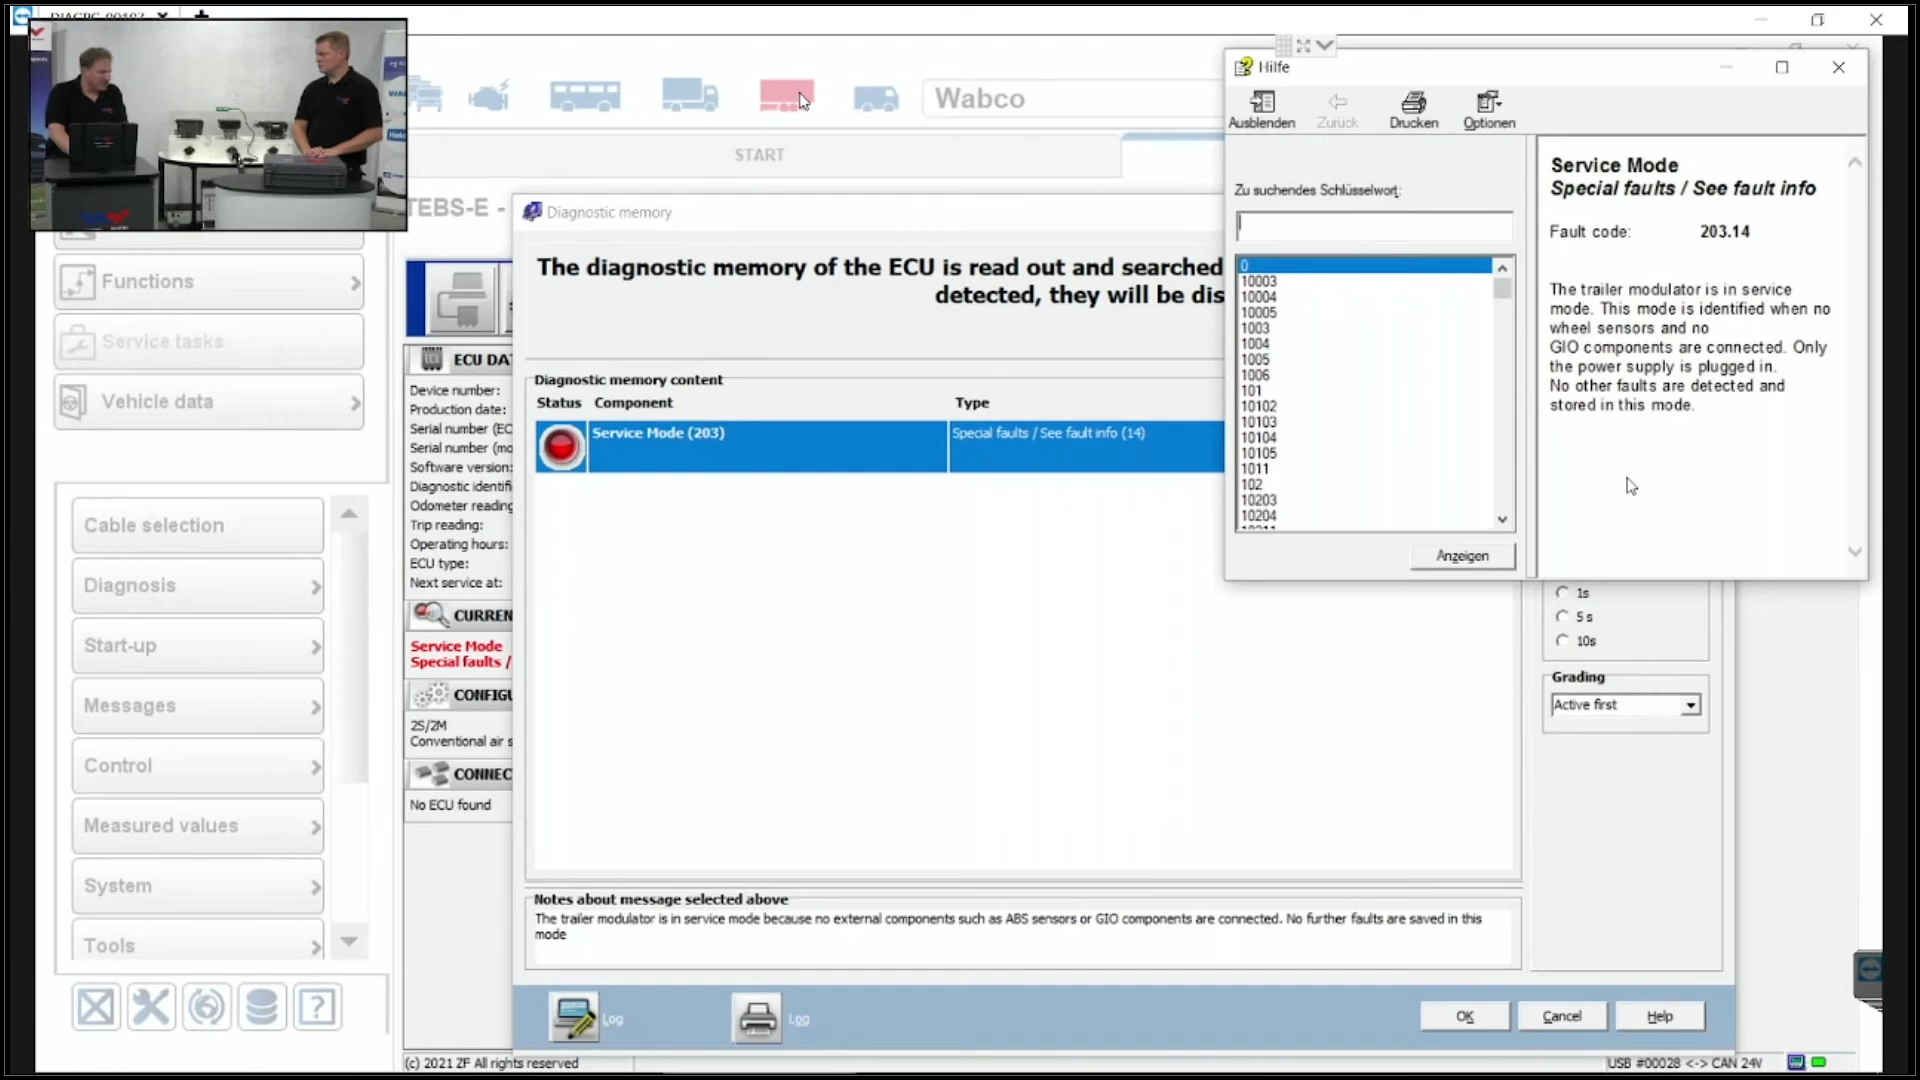 Wabco
START
TEBS-E -
Functions
Service tasks
Vehicle data
Cable selection
Diagnosis
Start-up
Messages
Control
Measured values
System
Tools
ECU DA
Device number:
Production date:
Serial number (EC
Serial number (mo
Software version:
Diagnostic identifi
Odometer reading
Trip reading:
Operating hours:
ECU type:
Next service at:
CURREN
Service Mode
Special faults /
CONFIGU
2S/2M
Conventional air s
CONNEC
No ECU found
Diagnostic memory
The diagnostic memory of the ECU is read out and searched
detected, they will be dis
Diagnostic memory content
Status Component Type
Service Mode (203) Special faults / See fault info (14)
Notes about message selected above
The trailer modulator is in service mode because no external components such as ABS sensors or GIO components are connected. No further faults are saved in this
mode
Log
Log
OK
Cancel
Help
1s
5 s
10s
Grading
Active first
Hilfe
Ausblenden
Zurück
Drucken
Optionen
Zu suchendes Schlüsselwort:
0
10003
10004
10005
1003
1004
1005
1006
101
10102
10103
10104
10105
1011
102
10203
10204
Anzeigen
Service Mode
Special faults / See fault info
Fault code: 203.14
The trailer modulator is in service
mode. This mode is identified when no
wheel sensors and no
GIO components are connected. Only
the power supply is plugged in.
No other faults are detected and
stored in this mode.
(c) 2021 ZF All rights reserved
USB #00028 <-> CAN 24V